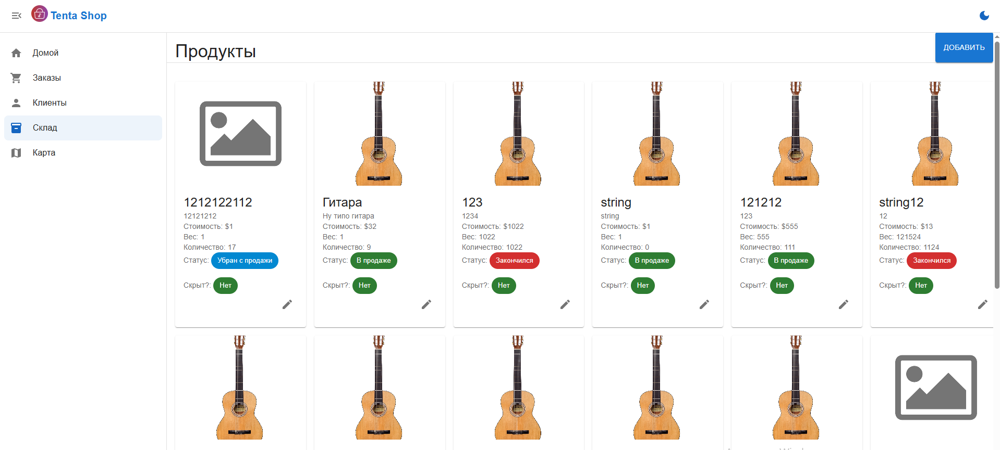 Tenta Shop
Домой
Заказы
Клиенты
Склад
Карта
Продукты
ДОБАВИТЬ
1212122112
12121212
Стоимость: $1
Вес: 1
Количество: 17
Статус: Убран с продажи
Скрыт?: Нет
Гитара
Ну типо гитара
Стоимость: $32
Вес: 1
Количество: 9
Статус: В продаже
Скрыт?: Нет
123
1234
Стоимость: $1022
Вес: 1022
Количество: 1022
Статус: Закончился
Скрыт?: Нет
string
string
Стоимость: $1
Вес: 1
Количество: 0
Статус: В продаже
Скрыт?: Нет
121212
123
Стоимость: $555
Вес: 555
Количество: 111
Статус: В продаже
Скрыт?: Нет
string12
12
Стоимость: $13
Вес: 121524
Количество: 1124
Статус: Закончился
Скрыт?: Нет